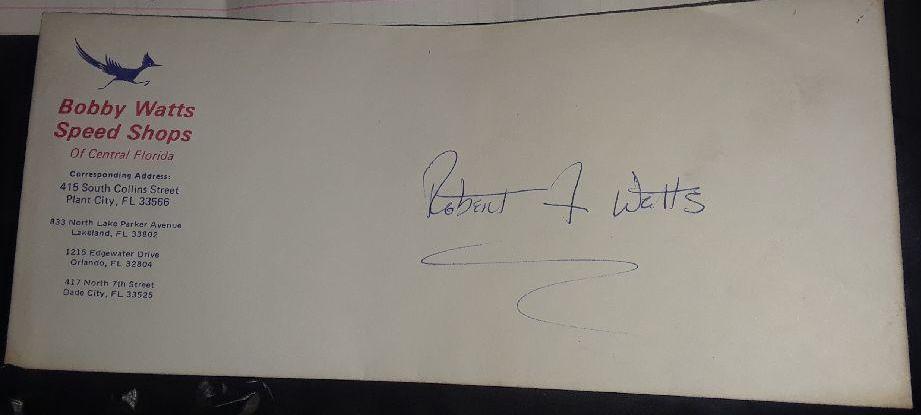 Bobby Watts
Speed Shops
Of Central Florida
Corresponding Address:
415 South Collins Street
Plant City, FL 33566
833 North Lake Parker Avenue
Lakeland, FL 33802
1215 Edgewater Drive
Orlando, FL 32804
417 North 7th Street
Dade City, FL 33525
Robert F Watts